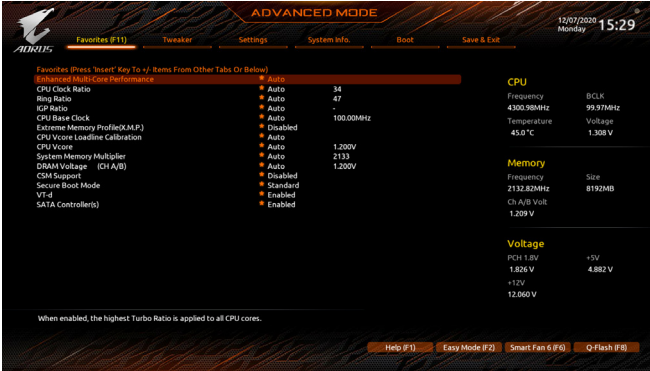 ADVANCED MODE
12/07/2020 15:29
Monday
AORUS
Favorites (F11) Tweaker Settings System Info. Boot Save & Exit
Favorites (Press 'Insert' Key To +/- Items From Other Tabs Or Below)
Enhanced Multi-Core Performance Auto
CPU Clock Ratio Auto 34
Ring Ratio Auto 47
IGP Ratio Auto -
CPU Base Clock Auto 100.00MHz
Extreme Memory Profile(X.M.P.) Disabled
CPU Vcore Loadline Calibration Auto
CPU Vcore Auto 1.200V
System Memory Multiplier Auto 2133
DRAM Voltage (CH A/B) Auto 1.200V
CSM Support Disabled
Secure Boot Mode Standard
VT-d Enabled
SATA Controller(s) Enabled
CPU
Frequency BCLK
4300.98MHz 99.97MHz
Temperature Voltage
45.0 °C 1.308 V
Memory
Frequency Size
2132.82MHz 8192MB
Ch A/B Volt
1.209 V
Voltage
PCH 1.8V +5V
1.826 V 4.882 V
+12V
12.060 V
When enabled, the highest Turbo Ratio is applied to all CPU cores.
Help (F1) Easy Mode (F2) Smart Fan 6 (F6) Q-Flash (F8)